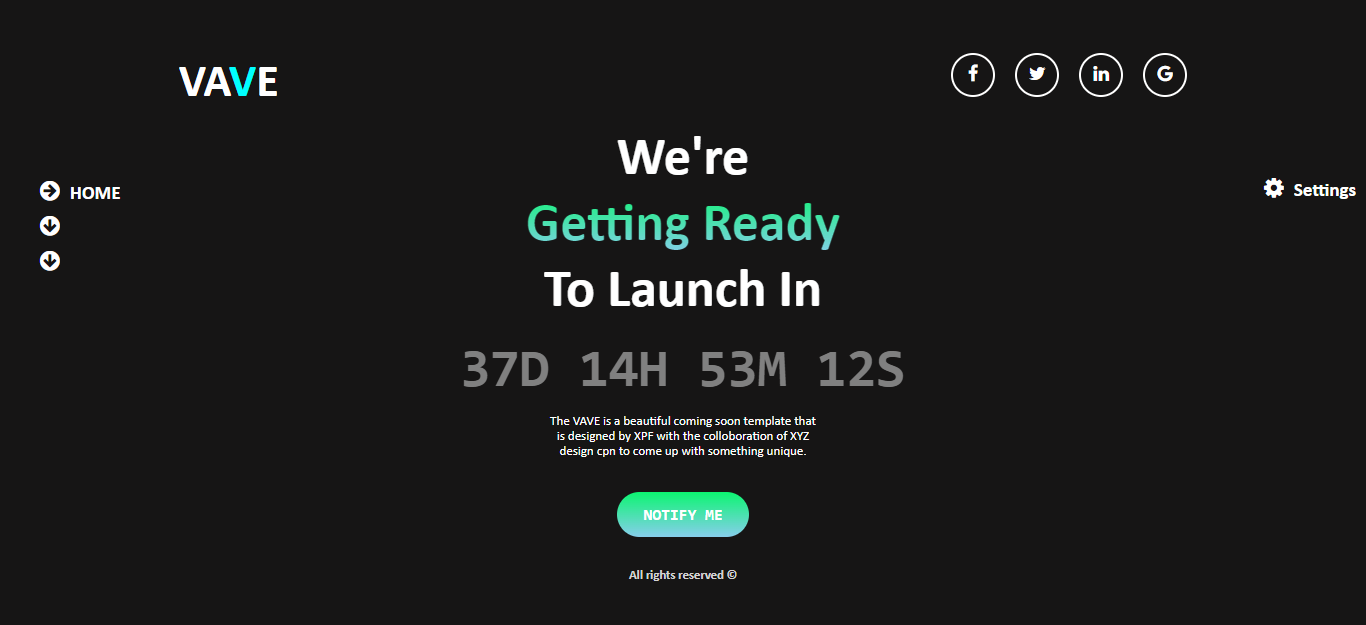 VAVE
We're
HOME
Settings
Getting Ready
To Launch In
37D 14H 53M 12S
The VAVE is a beautiful coming soon template that
is designed by XPF with the colloboration of XYZ
design cpn to come up with something unique.
NOTIFY ME
All rights reserved ©